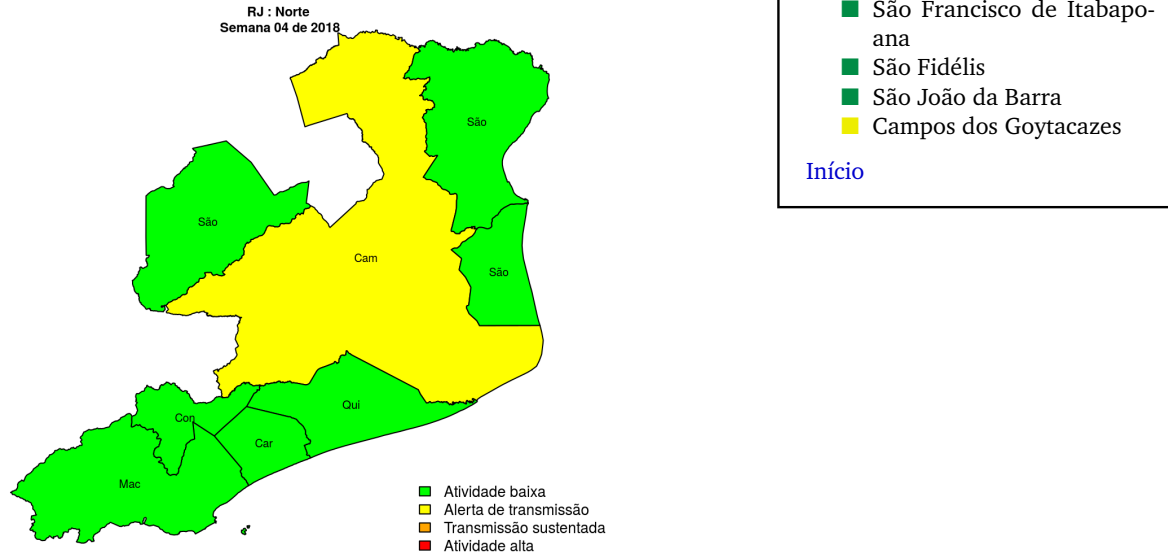 RJ : Norte
Semana 04 de 2018
São
São
Cam
São
Qui
Con
Car
Mac
Atividade baixa
Alerta de transmissão
Transmissão sustentada
Atividade alta
São Francisco de Itabapo-
ana
São Fidélis
São João da Barra
Campos dos Goytacazes
Início